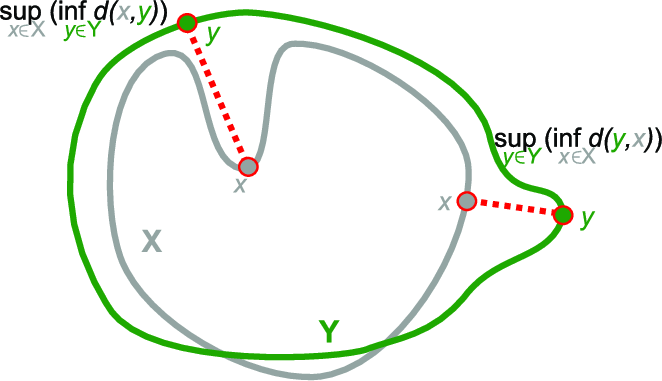 sup (inf d(x,y))
x∈X y∈Y
y
sup (inf d(y,x))
y∈Y x∈X
x
x
y
X
Y